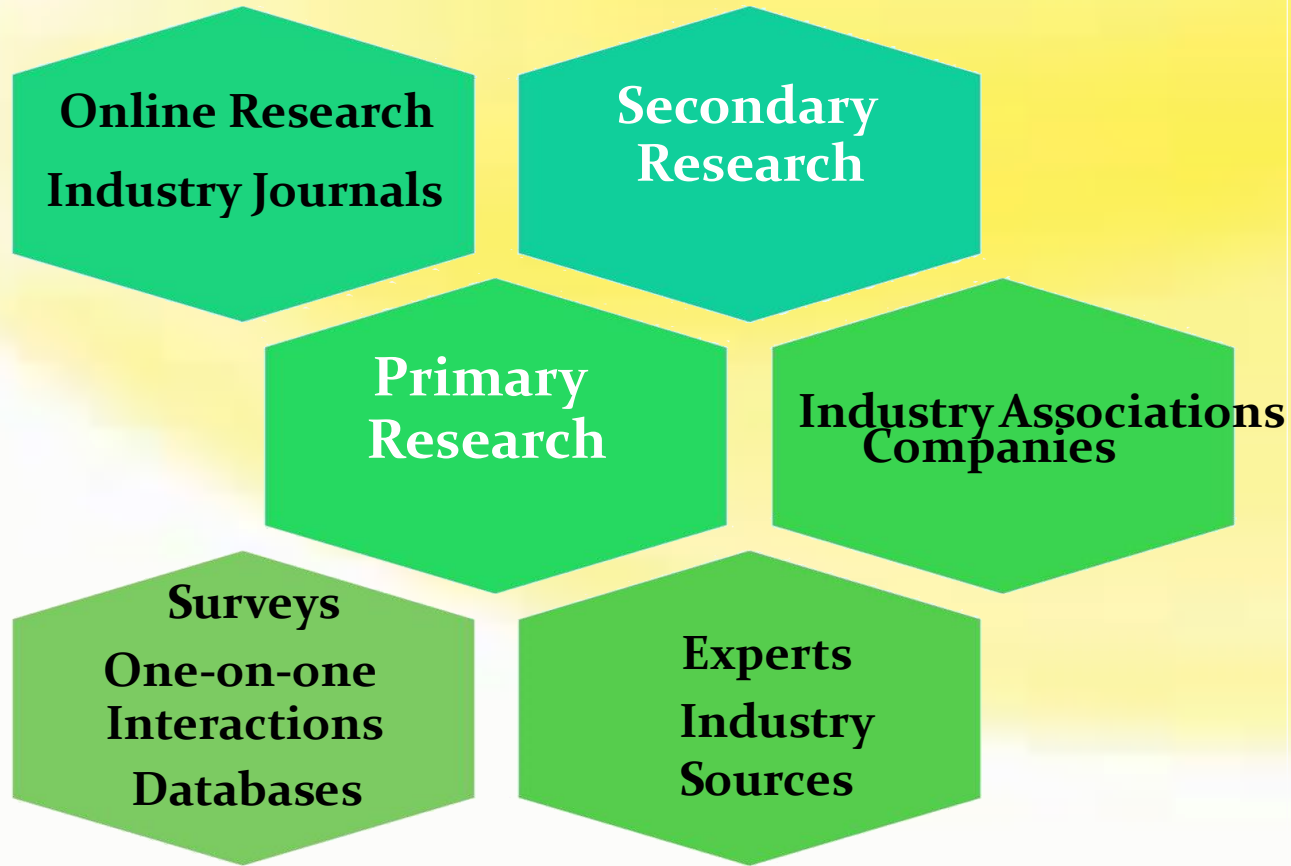 Online Research
Industry Journals
Secondary
Research
Primary
Research
Industry Associations
Companies
Surveys
One-on-one
Interactions
Databases
Experts
Industry
Sources